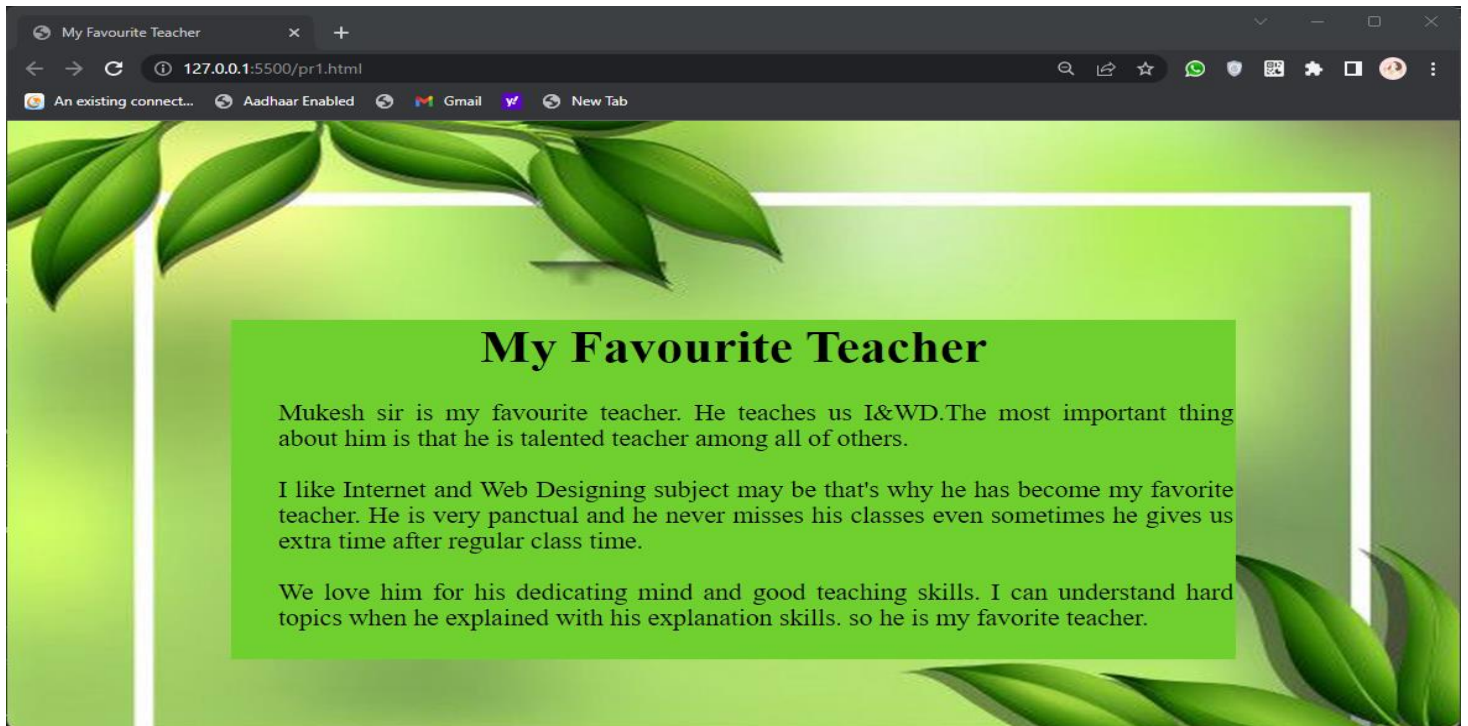 My Favourite Teacher
127.0.0.1:5500/pr1.html
An existing connect... Aadhaar Enabled Gmail New Tab
My Favourite Teacher
Mukesh sir is my favourite teacher. He teaches us I&WD.The most important thing
about him is that he is talented teacher among all of others.
I like Internet and Web Designing subject may be that's why he has become my favorite
teacher. He is very panctual and he never misses his classes even sometimes he gives us
extra time after regular class time.
We love him for his dedicating mind and good teaching skills. I can understand hard
topics when he explained with his explanation skills. so he is my favorite teacher.